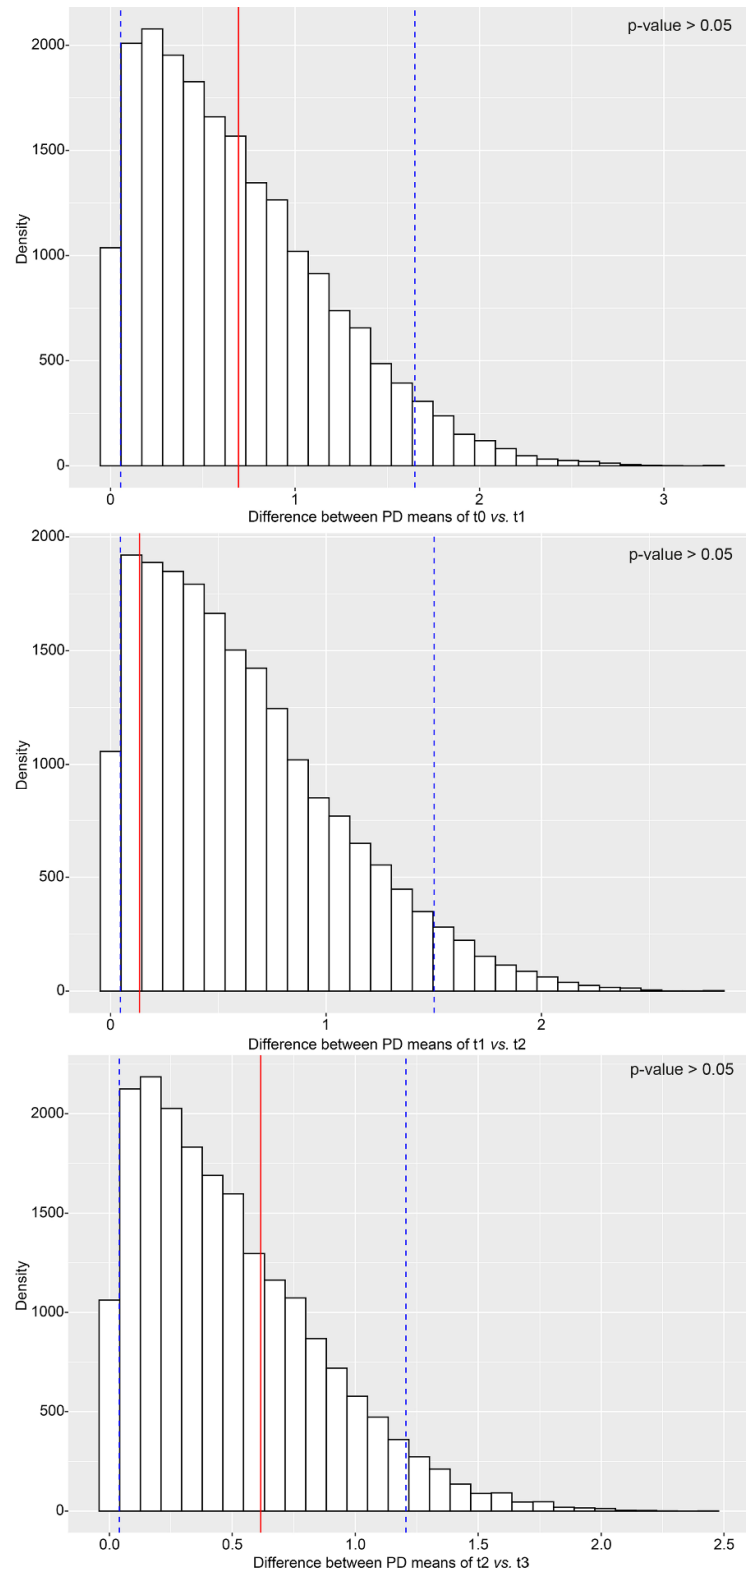 p-value > 0.05
2000
1500
1000
500
0
Density
0 1 2 3
Difference between PD means of t0 vs. t1
p-value > 0.05
2000
1500
1000
500
0
Density
0 1 2
Difference between PD means of t1 vs. t2
p-value > 0.05
2000
1500
1000
500
0
Density
0.0 0.5 1.0 1.5 2.0 2.5
Difference between PD means of t2 vs. t3